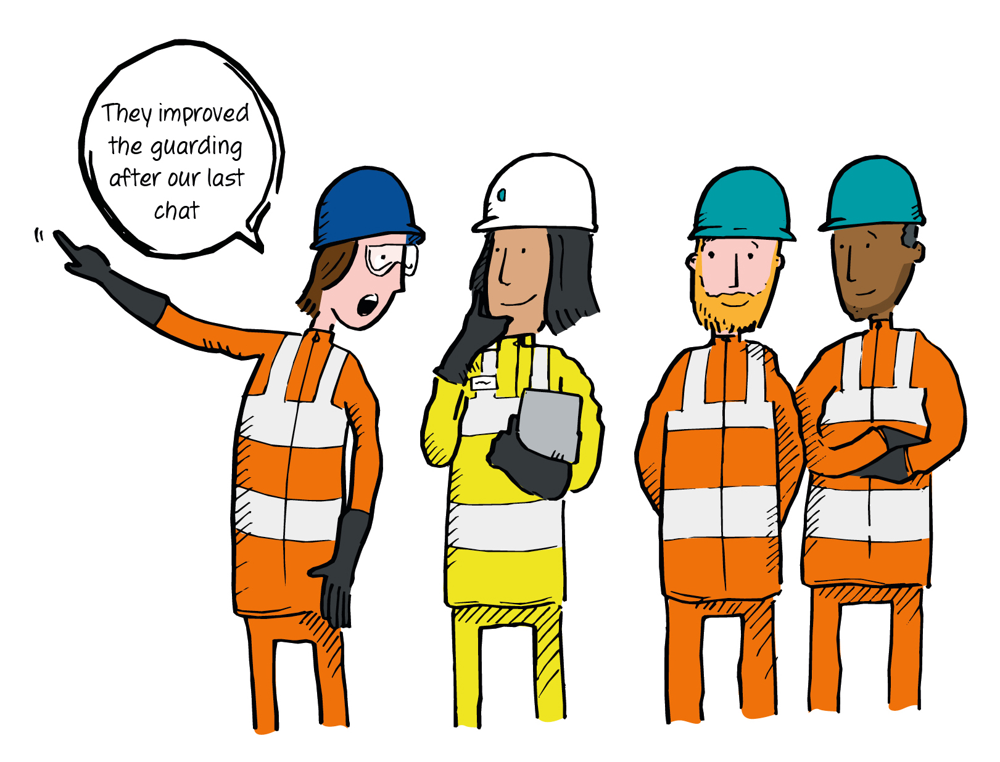 They improved
the guarding
after our last
chat